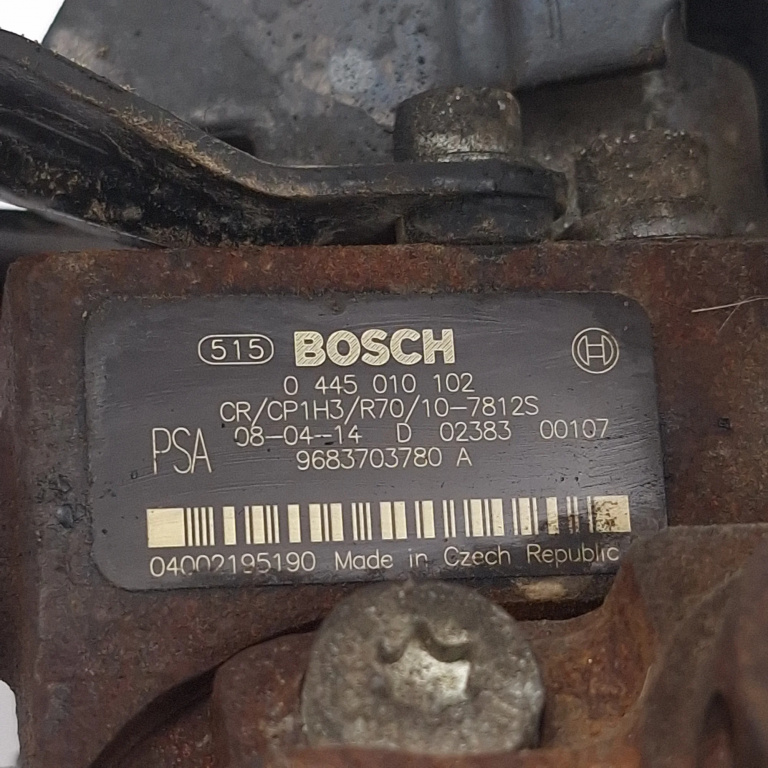 515 BOSCH
0 445 010 102
CR/CP1H3/R70/10-7812S
PSA 08-04-14 D 02383 00107
9683703780 A
04002195190 Made in Czech Republic